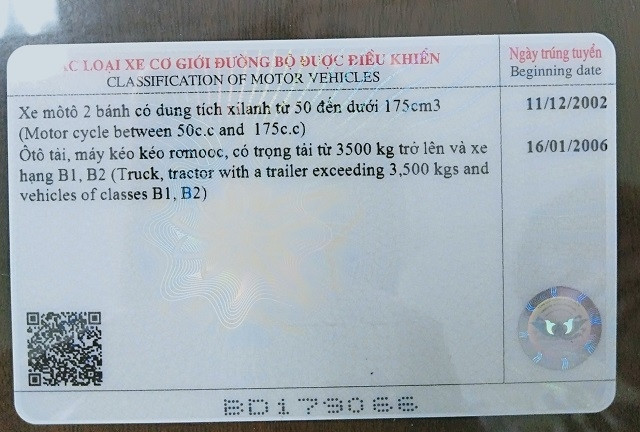 ÁC LOẠI XE CƠ GIỚI ĐƯỜNG BỘ ĐƯỢC ĐIỀU KHIỂN
CLASSIFICATION OF MOTOR VEHICLES
Ngày trúng tuyển
Beginning date
Xe môtô 2 bánh có dung tích xilanh từ 50 đến dưới 175cm3
(Motor cycle between 50c.c and 175c.c)
11/12/2002
Ôtô tải, máy kéo kéo rơmooc, có trọng tải từ 3500 kg trở lên và xe
hạng B1, B2 (Truck, tractor with a trailer exceeding 3,500 kgs and
vehicles of classes B1, B2)
16/01/2006
BD179066